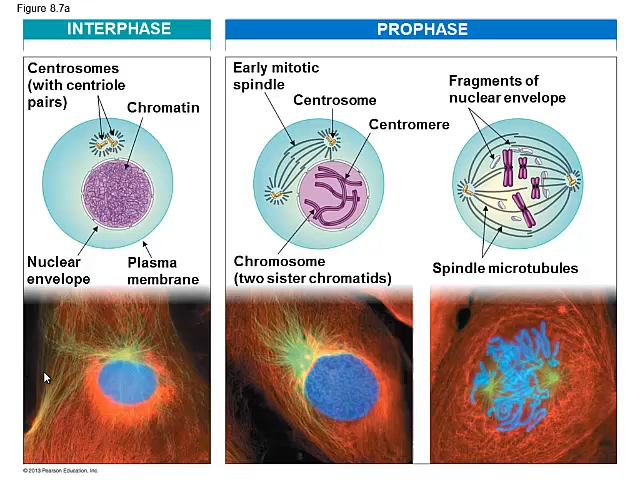 Figure 8.7a
INTERPHASE
PROPHASE
Centrosomes
(with centriole
pairs)
Chromatin
Nuclear
envelope
Plasma
membrane
Early mitotic
spindle
Centrosome
Centromere
Chromosome
(two sister chromatids)
Fragments of
nuclear envelope
Spindle microtubules
© 2013 Pearson Education, Inc.